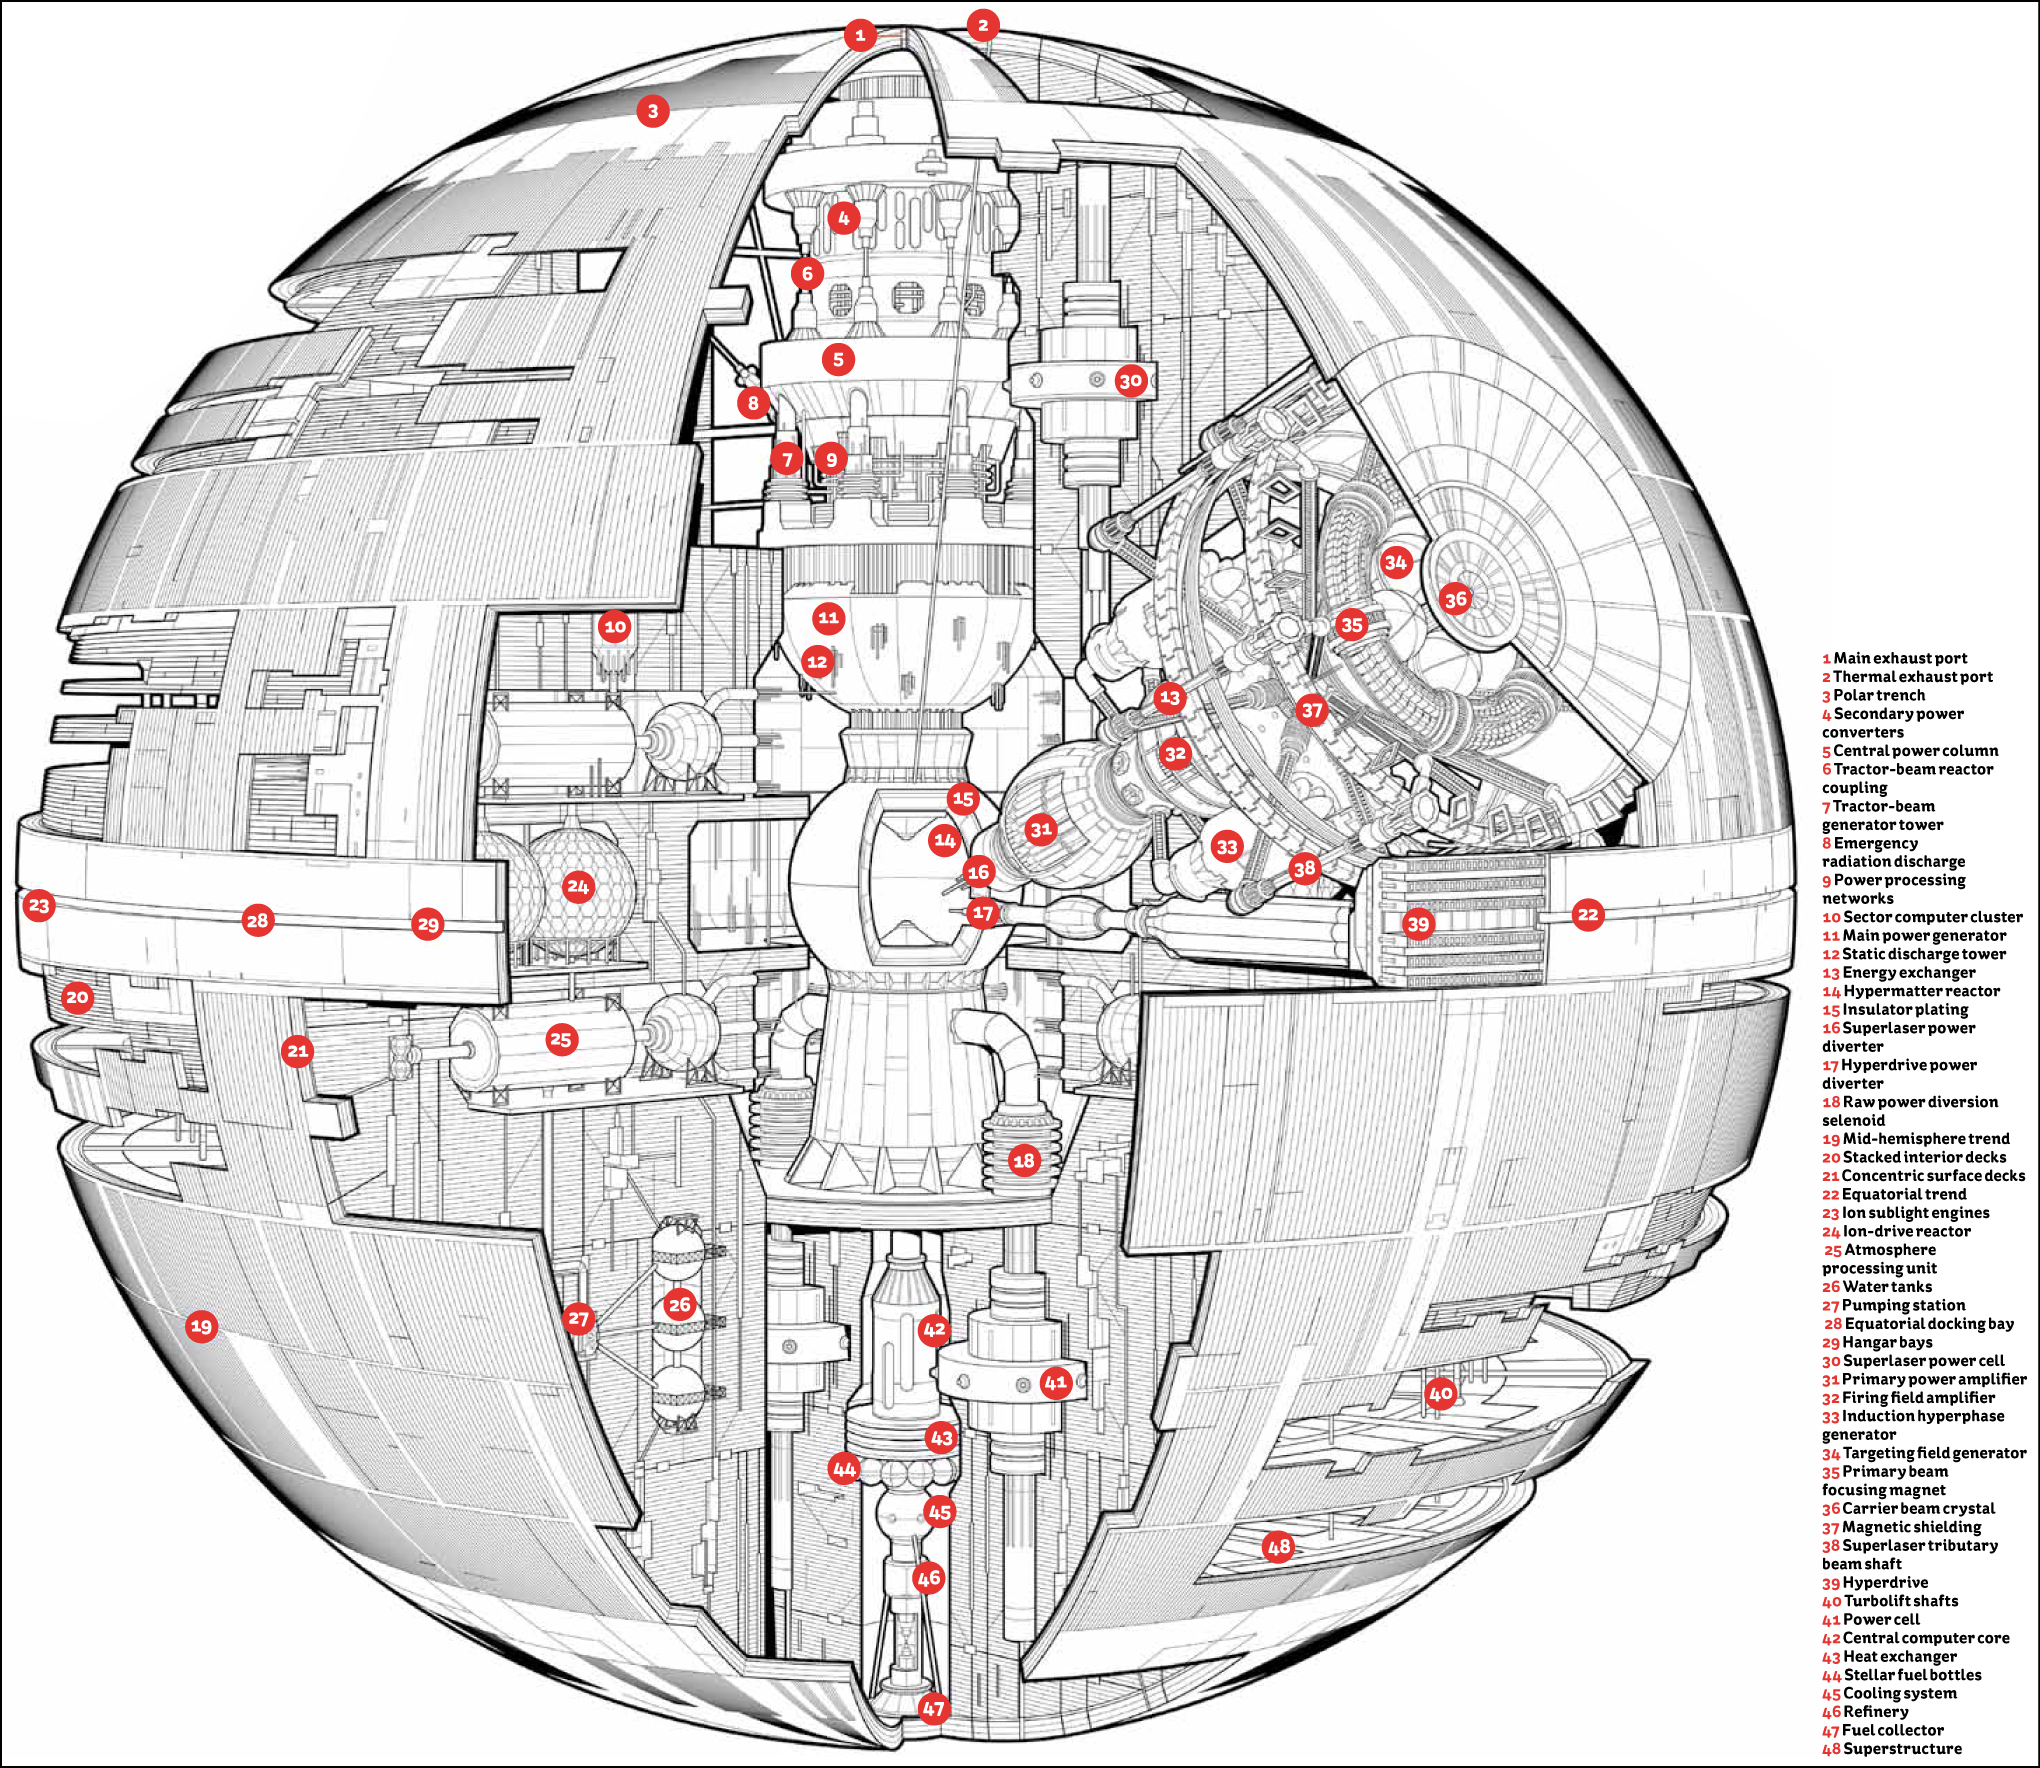 1
2
3
4
6
5
30
8
7
9
34
36
11
10
35
12
13
37
32
15
31
14
33
38
16
24
23
17
22
28
29
39
20
25
21
18
26
27
19
42
41
40
43
44
45
48
46
47
1 Main exhaust port
2 Thermal exhaust port
3 Polar trench
4 Secondary power
converters
5 Central power column
6 Tractor-beam reactor
coupling
7 Tractor-beam
generator tower
8 Emergency
radiation discharge
9 Power processing
networks
10 Sector computer cluster
11 Main power generator
12 Static discharge tower
13 Energy exchanger
14 Hypermatter reactor
15 Insulator plating
16 Superlaser power
diverter
17 Hyperdrive power
diverter
18 Raw power diversion
selenoid
19 Mid-hemisphere trend
20 Stacked interior decks
21 Concentric surface decks
22 Equatorial trend
23 Ion sublight engines
24 Ion-drive reactor
25 Atmosphere
processing unit
26 Water tanks
27 Pumping station
28 Equatorial docking bay
29 Hangar bays
30 Superlaser power cell
31 Primary power amplifier
32 Firing field amplifier
33 Induction hyperphase
generator
34 Targeting field generator
35 Primary beam
focusing magnet
36 Carrier beam crystal
37 Magnetic shielding
38 Superlaser tributary
beam shaft
39 Hyperdrive
40 Turbolift shafts
41 Power cell
42 Central computer core
43 Heat exchanger
44 Stellar fuel bottles
45 Cooling system
46 Refinery
47 Fuel collector
48 Superstructure